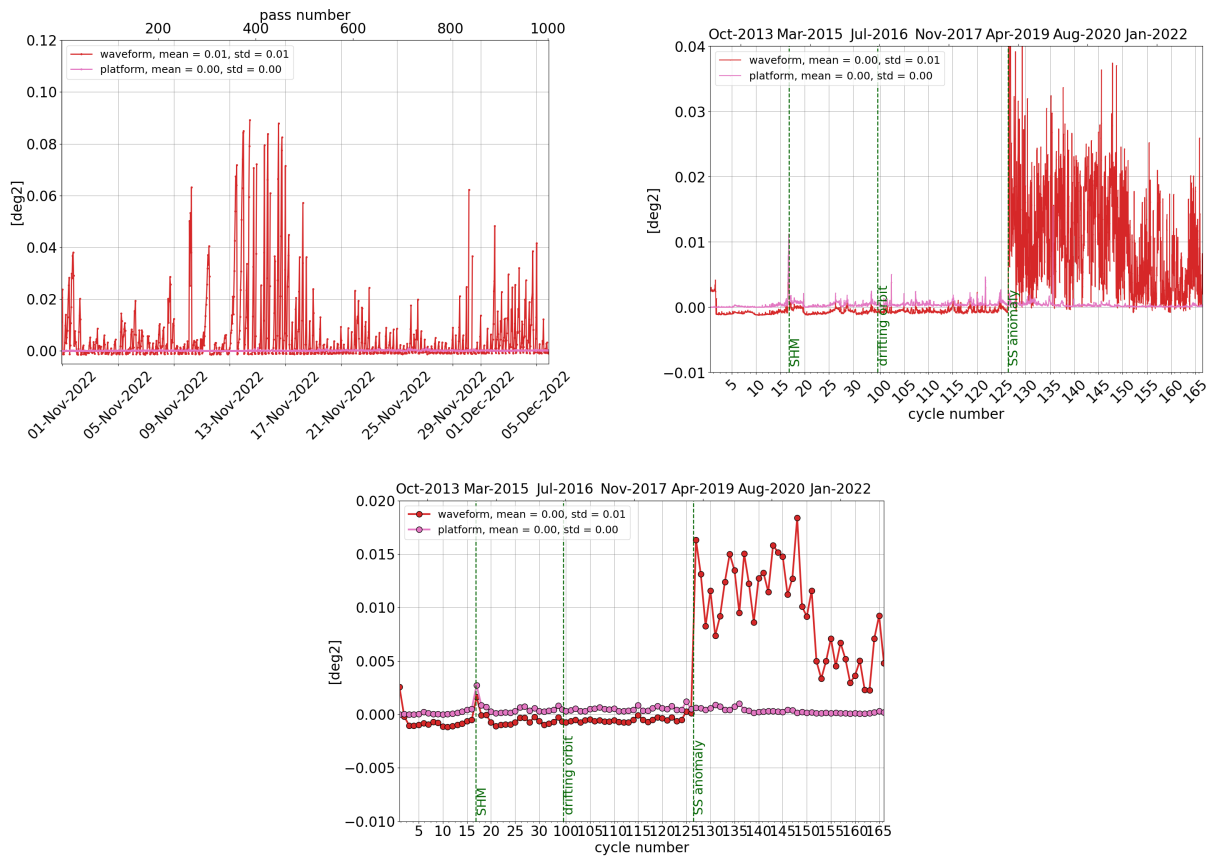 pass number
200 400 600 800 1000
0.12
waveform, mean = 0.01, std = 0.01
platform, mean = 0.00, std = 0.00
0.10
0.08
0.06
0.04
0.02
0.00
[deg2]
01-Nov-2022 05-Nov-2022 09-Nov-2022 13-Nov-2022 17-Nov-2022 21-Nov-2022 25-Nov-2022 29-Nov-2022 01-Dec-2022 05-Dec-2022
Oct-2013 Mar-2015 Jul-2016 Nov-2017 Apr-2019 Aug-2020 Jan-2022
0.04
waveform, mean = 0.00, std = 0.01
platform, mean = 0.00, std = 0.00
0.03
0.02
0.01
0.00
−0.01
[deg2]
SHM
drifting orbit
SS anomaly
5 10 15 20 25 30 100 105 110 115 120 125 130 135 140 145 150 155 160 165
cycle number
Oct-2013 Mar-2015 Jul-2016 Nov-2017 Apr-2019 Aug-2020 Jan-2022
0.020
waveform, mean = 0.00, std = 0.01
platform, mean = 0.00, std = 0.00
0.015
0.010
0.005
0.000
−0.005
−0.010
[deg2]
SHM
drifting orbit
SS anomaly
5 10 15 20 25 30 100 105 110 115 120 125 130 135 140 145 150 155 160 165
cycle number